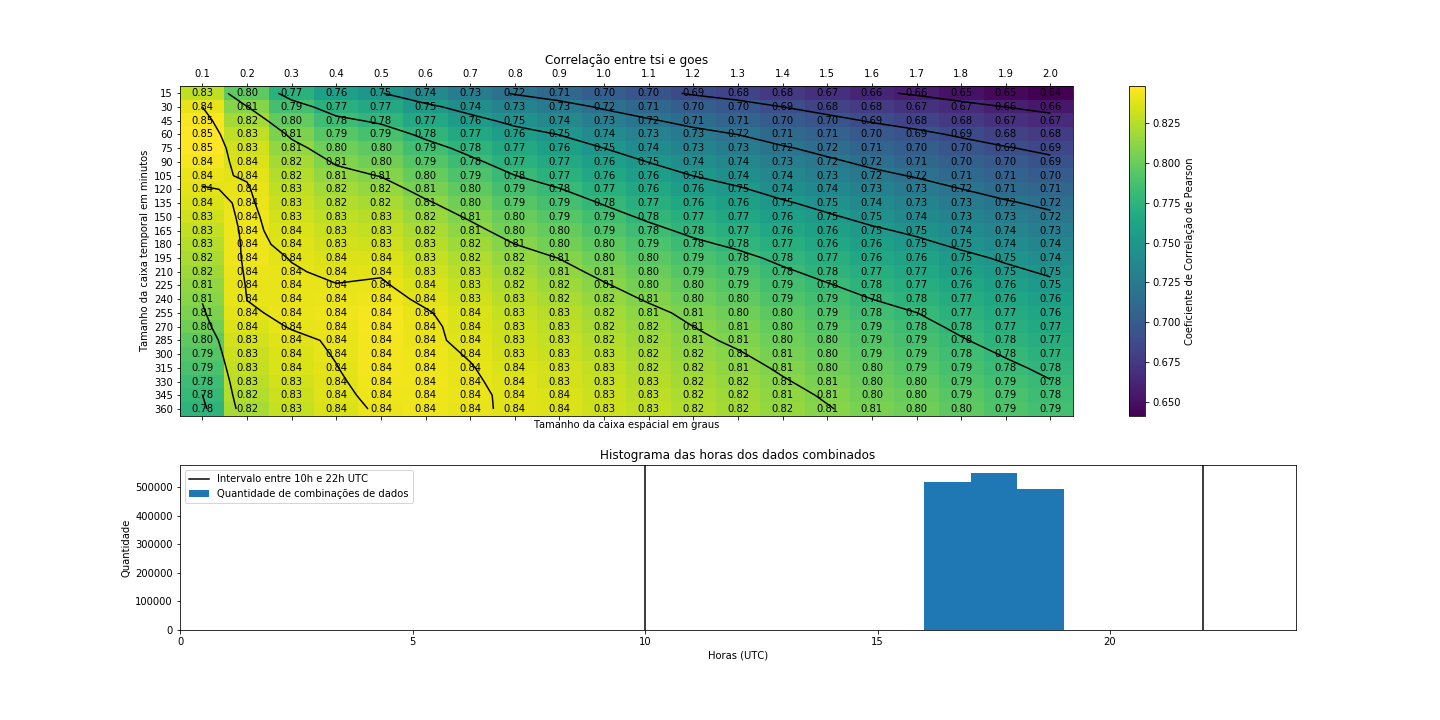 Correlação entre tsi e goes
0.1 0.2 0.3 0.4 0.5 0.6 0.7 0.8 0.9 1.0 1.1 1.2 1.3 1.4 1.5 1.6 1.7 1.8 1.9 2.0
15 0.83 0.80 0.77 0.76 0.75 0.74 0.73 0.72 0.71 0.70 0.70 0.69 0.68 0.68 0.67 0.66 0.66 0.65 0.65 0.64
30 0.84 0.81 0.79 0.77 0.77 0.75 0.74 0.73 0.73 0.72 0.71 0.70 0.70 0.69 0.68 0.68 0.67 0.67 0.66 0.66
45 0.85 0.82 0.80 0.78 0.78 0.77 0.76 0.75 0.74 0.73 0.72 0.71 0.71 0.70 0.70 0.69 0.68 0.68 0.67 0.67
60 0.85 0.83 0.81 0.79 0.79 0.78 0.77 0.76 0.75 0.74 0.73 0.73 0.72 0.71 0.71 0.70 0.69 0.69 0.68 0.68
75 0.85 0.83 0.81 0.80 0.80 0.79 0.78 0.77 0.76 0.75 0.74 0.73 0.73 0.72 0.72 0.71 0.70 0.70 0.69 0.69
90 0.84 0.84 0.82 0.81 0.80 0.79 0.78 0.77 0.77 0.76 0.75 0.74 0.74 0.73 0.72 0.72 0.71 0.70 0.70 0.69
105 0.84 0.84 0.82 0.81 0.81 0.80 0.79 0.78 0.77 0.76 0.76 0.75 0.74 0.74 0.73 0.72 0.72 0.71 0.71 0.70
120 0.84 0.84 0.83 0.82 0.82 0.81 0.80 0.79 0.78 0.77 0.76 0.76 0.75 0.74 0.74 0.73 0.73 0.72 0.71 0.71
135 0.84 0.84 0.83 0.82 0.82 0.81 0.80 0.79 0.79 0.78 0.77 0.76 0.76 0.75 0.75 0.74 0.73 0.73 0.72 0.72
150 0.83 0.84 0.83 0.83 0.83 0.82 0.81 0.80 0.79 0.79 0.78 0.77 0.77 0.76 0.75 0.75 0.74 0.73 0.73 0.72
165 0.83 0.84 0.84 0.83 0.83 0.82 0.81 0.80 0.80 0.79 0.78 0.78 0.77 0.76 0.76 0.75 0.75 0.74 0.74 0.73
180 0.83 0.84 0.84 0.83 0.83 0.83 0.82 0.81 0.80 0.80 0.79 0.78 0.78 0.77 0.76 0.76 0.75 0.75 0.74 0.74
195 0.82 0.84 0.84 0.84 0.83 0.83 0.82 0.82 0.81 0.80 0.80 0.79 0.78 0.78 0.77 0.76 0.76 0.75 0.75 0.74
210 0.82 0.84 0.84 0.84 0.84 0.83 0.83 0.82 0.81 0.81 0.80 0.79 0.79 0.78 0.78 0.77 0.77 0.76 0.75 0.75
225 0.81 0.84 0.84 0.84 0.84 0.84 0.83 0.82 0.82 0.81 0.80 0.80 0.79 0.79 0.78 0.78 0.77 0.76 0.76 0.75
240 0.81 0.84 0.84 0.84 0.84 0.84 0.83 0.83 0.82 0.82 0.81 0.80 0.80 0.79 0.79 0.78 0.78 0.77 0.76 0.76
255 0.81 0.84 0.84 0.84 0.84 0.84 0.84 0.83 0.83 0.82 0.81 0.81 0.80 0.80 0.79 0.78 0.78 0.77 0.77 0.76
270 0.80 0.83 0.84 0.84 0.84 0.84 0.84 0.83 0.83 0.82 0.82 0.81 0.81 0.80 0.79 0.79 0.78 0.78 0.77 0.77
285 0.80 0.83 0.84 0.84 0.84 0.84 0.84 0.83 0.83 0.82 0.82 0.81 0.81 0.80 0.80 0.79 0.79 0.78 0.78 0.77
300 0.79 0.83 0.84 0.84 0.84 0.84 0.84 0.83 0.83 0.83 0.82 0.82 0.81 0.81 0.80 0.79 0.79 0.78 0.78 0.77
315 0.79 0.83 0.83 0.84 0.84 0.84 0.84 0.84 0.83 0.83 0.82 0.82 0.81 0.81 0.80 0.80 0.79 0.79 0.78 0.78
330 0.78 0.83 0.83 0.84 0.84 0.84 0.84 0.84 0.83 0.83 0.82 0.82 0.82 0.81 0.81 0.80 0.80 0.79 0.79 0.78
345 0.78 0.82 0.83 0.84 0.84 0.84 0.84 0.84 0.84 0.83 0.83 0.82 0.82 0.81 0.81 0.80 0.80 0.79 0.79 0.78
360 0.78 0.82 0.83 0.84 0.84 0.84 0.84 0.84 0.84 0.83 0.83 0.82 0.82 0.82 0.81 0.81 0.80 0.80 0.79 0.79
Tamanho da caixa temporal em minutos
Tamanho da caixa espacial em graus
0.825
0.800
0.775
0.750
0.725
0.700
0.675
0.650
Coeficiente de Correlação de Pearson
Histograma das horas dos dados combinados
Intervalo entre 10h e 22h UTC
Quantidade de combinações de dados
500000
400000
300000
200000
100000
0
Quantidade
0 5 10 15 20
Horas (UTC)